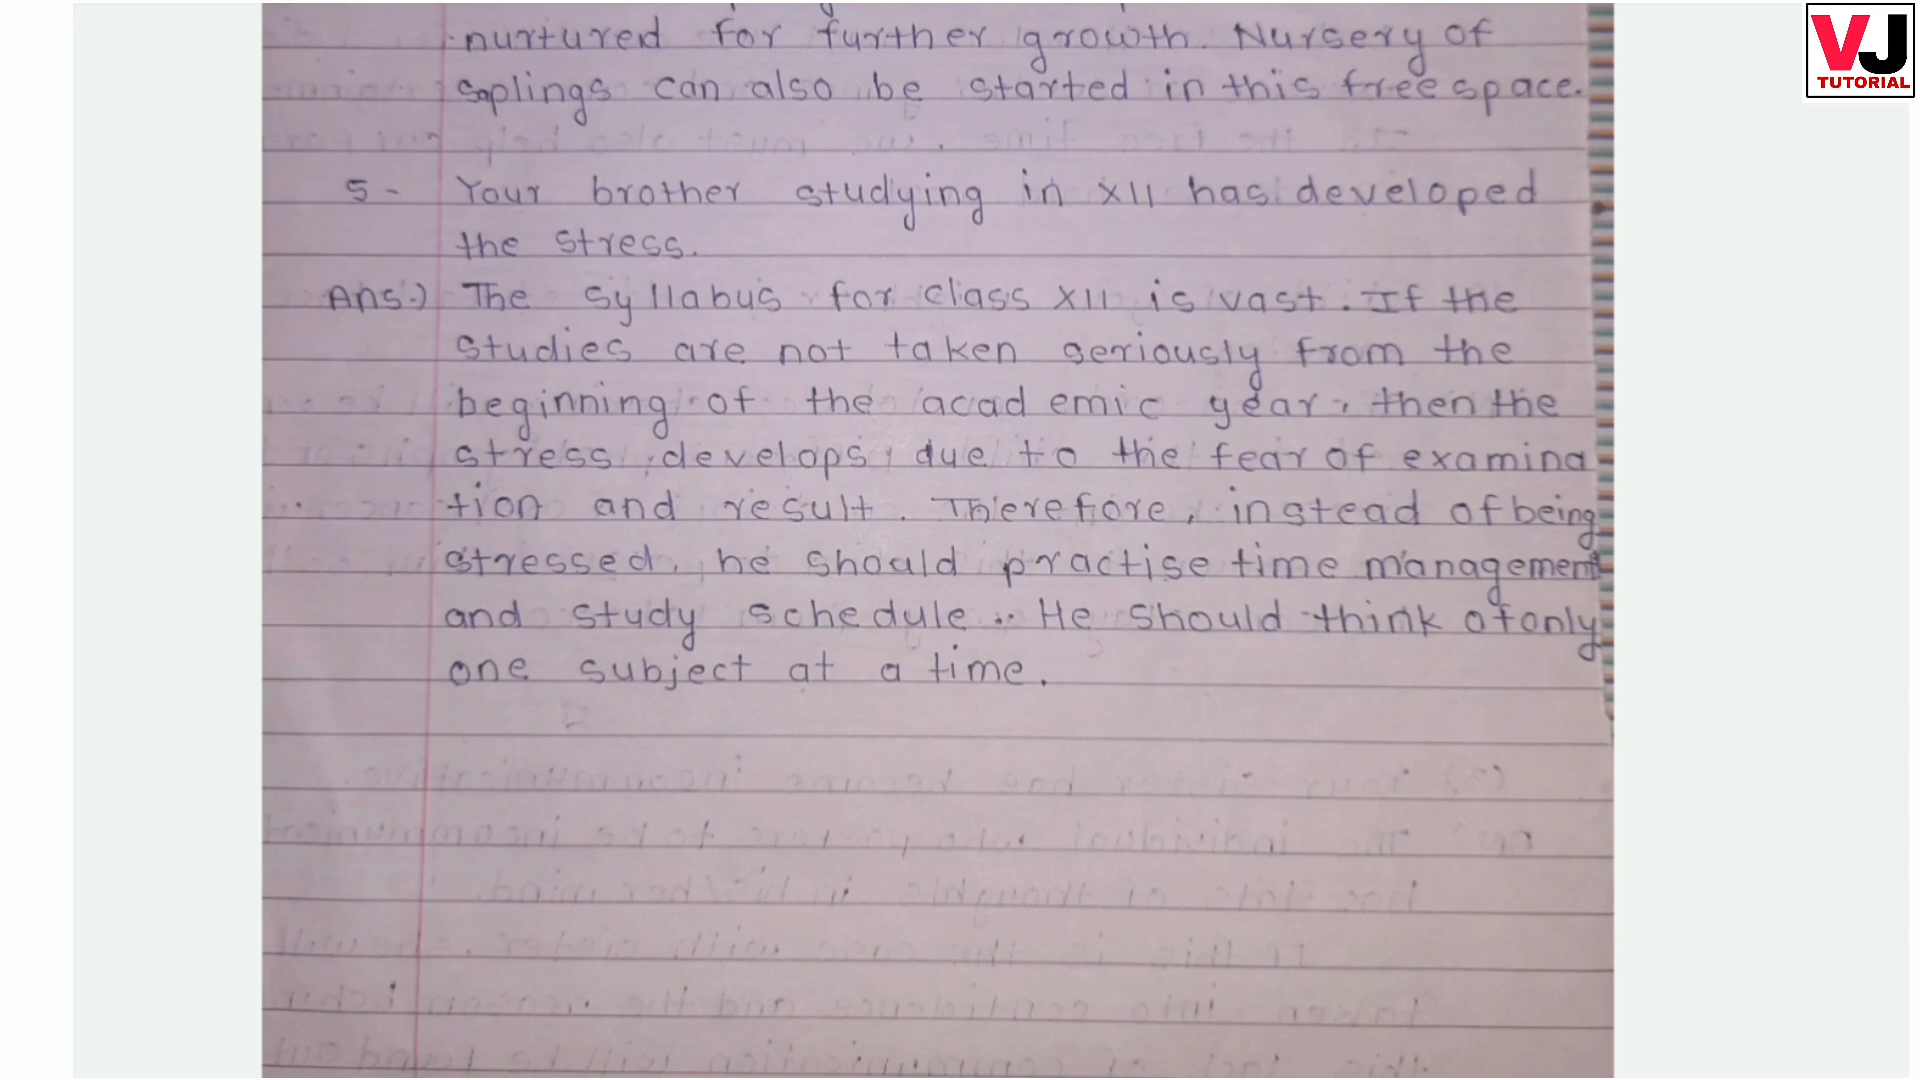 nurtured for further growth. Nursery of
saplings can also be started in this free space.
5- Your brother studying in XII has developed
the stress.
Ans:) The syllabus for class XII is vast. If the
studies are not taken seriously from the
beginning of the academic year, then the
stress develops due to the fear of examina
tion and result. Therefore, instead of being
stressed, he should practise time management
and study schedule. He should think of only
one subject at a time.
VJ
TUTORIAL